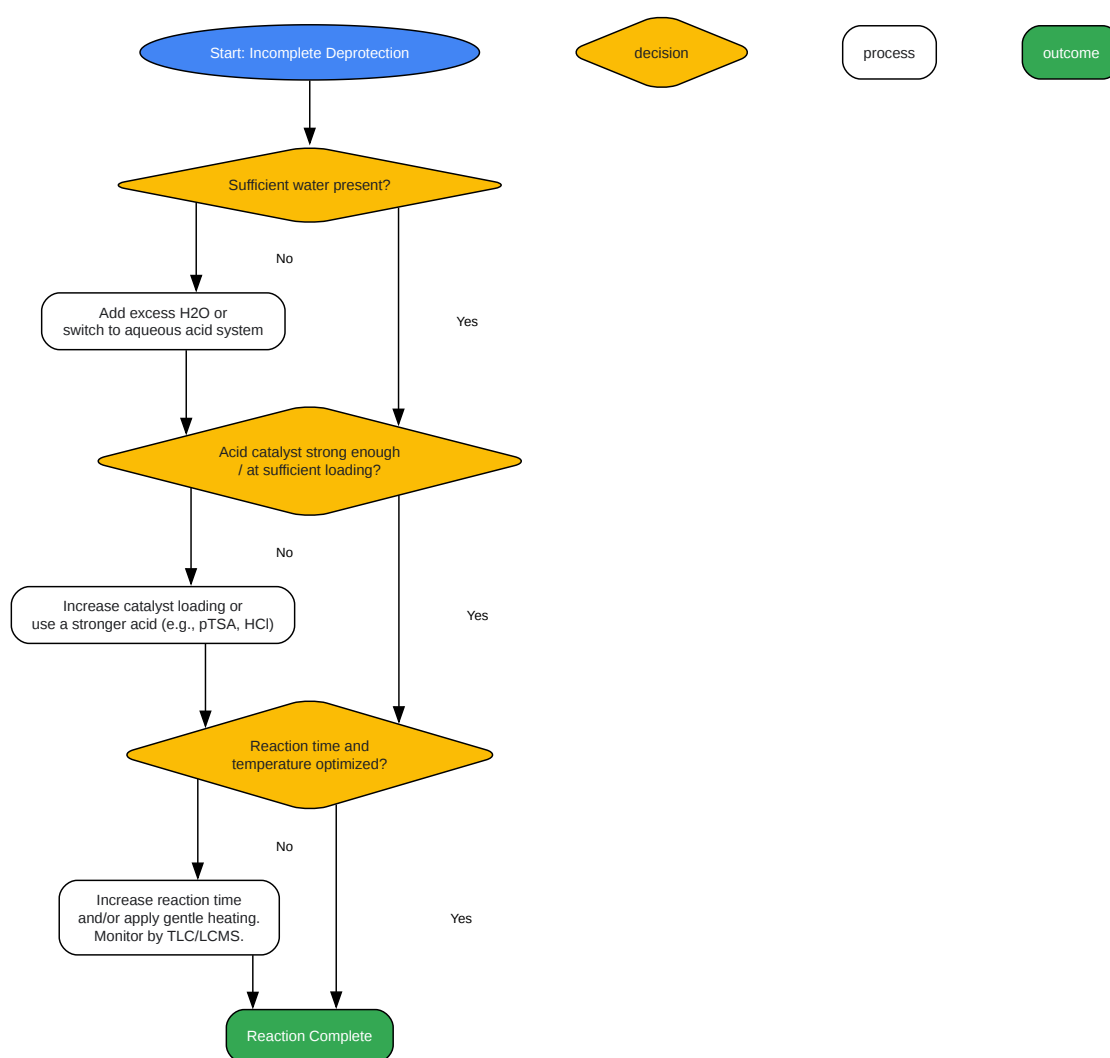 Start: Incomplete Deprotection
decision
process
outcome
Sufficient water present?
No
Add excess H2O or
switch to aqueous acid system
Yes
Acid catalyst strong enough
/ at sufficient loading?
No
Increase catalyst loading or
use a stronger acid (e.g., pTSA, HCl)
Yes
Reaction time and
temperature optimized?
No
Increase reaction time
and/or apply gentle heating.
Monitor by TLC/LCMS.
Yes
Reaction Complete